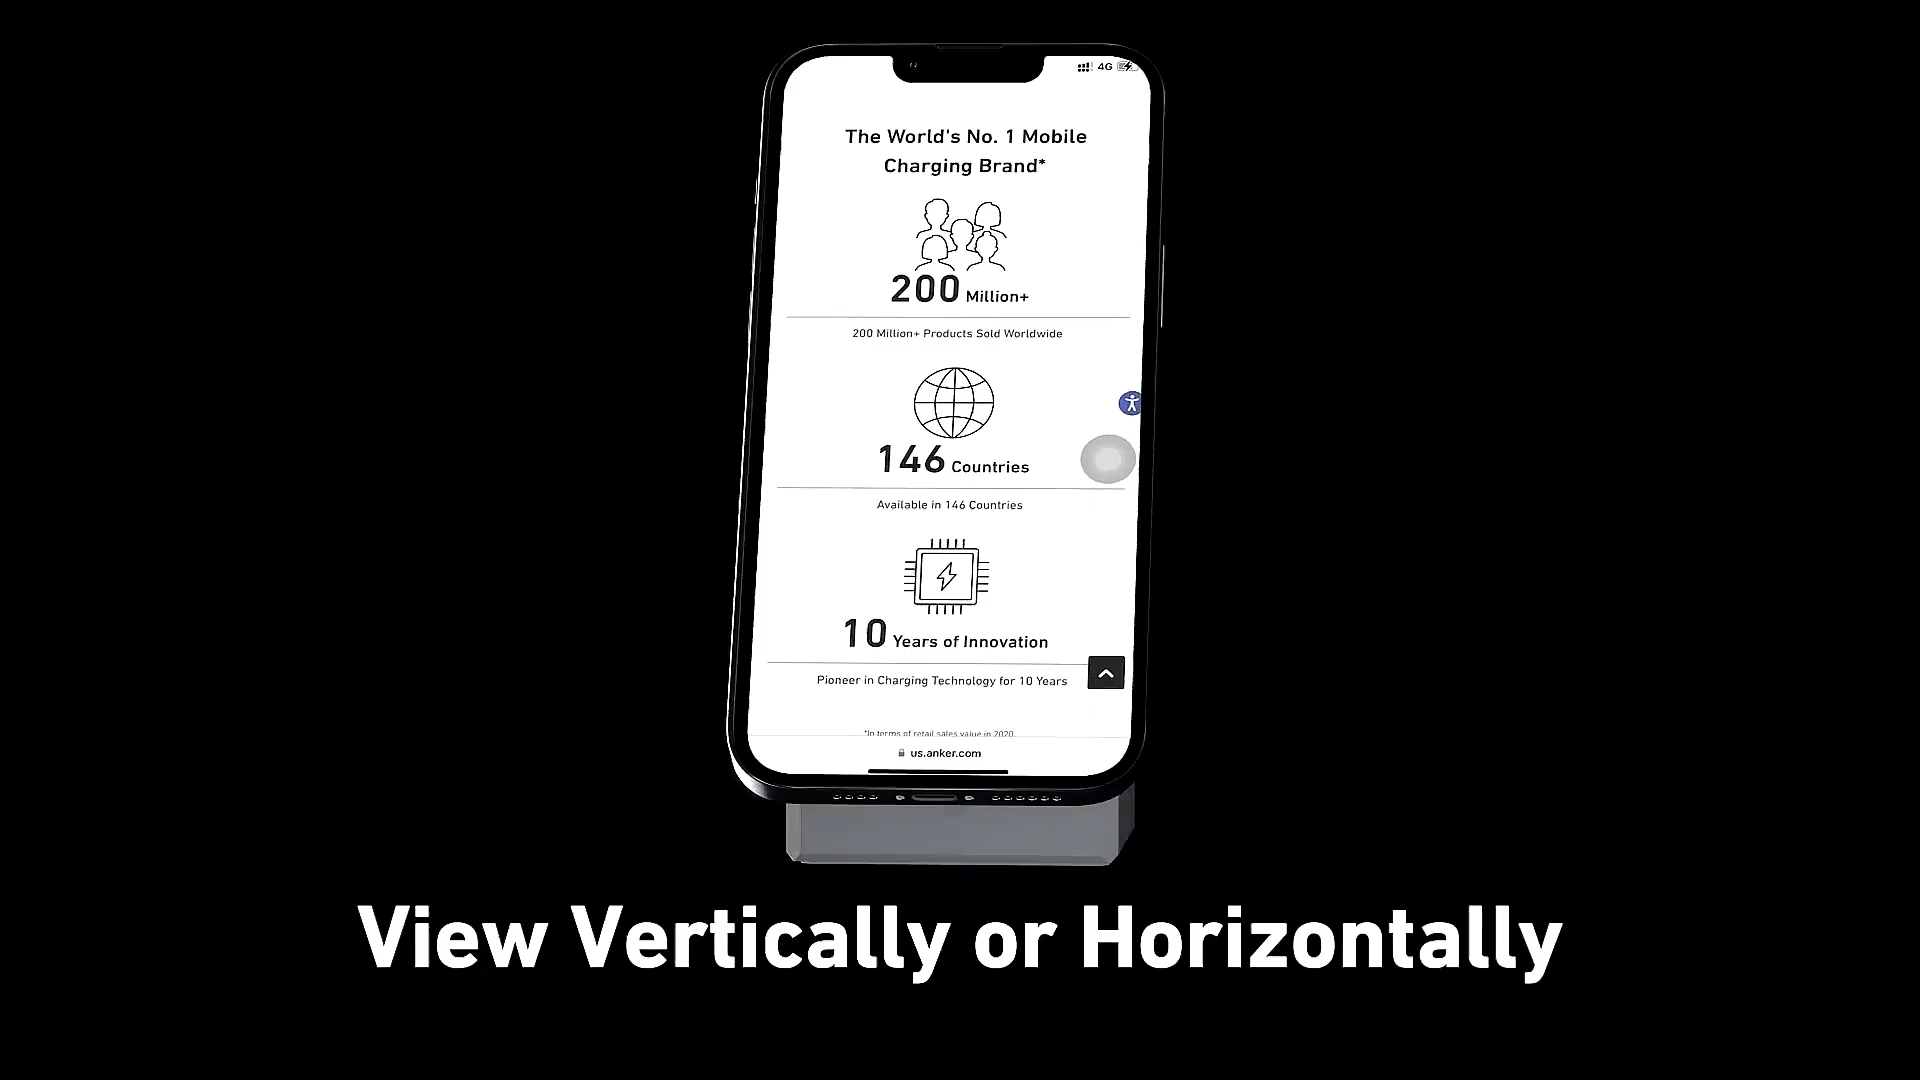 4G
The World's No. 1 Mobile
Charging Brand*
200 Million+
200 Million+ Products Sold Worldwide
146 Countries
Available in 146 Countries
10 Years of Innovation
Pioneer in Charging Technology for 10 Years
*In terms of retail sales value in 2020.
us.anker.com
View Vertically or Horizontally